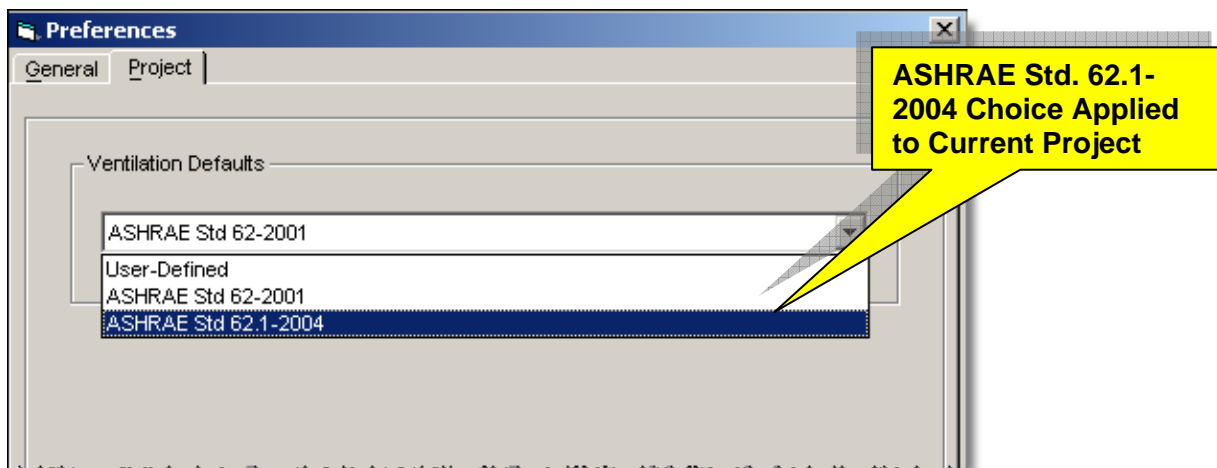 Preferences
General Project
ASHRAE Std. 62.1-
2004 Choice Applied
to Current Project
Ventilation Defaults
ASHRAE Std 62-2001
User-Defined
ASHRAE Std 62-2001
ASHRAE Std 62.1-2004